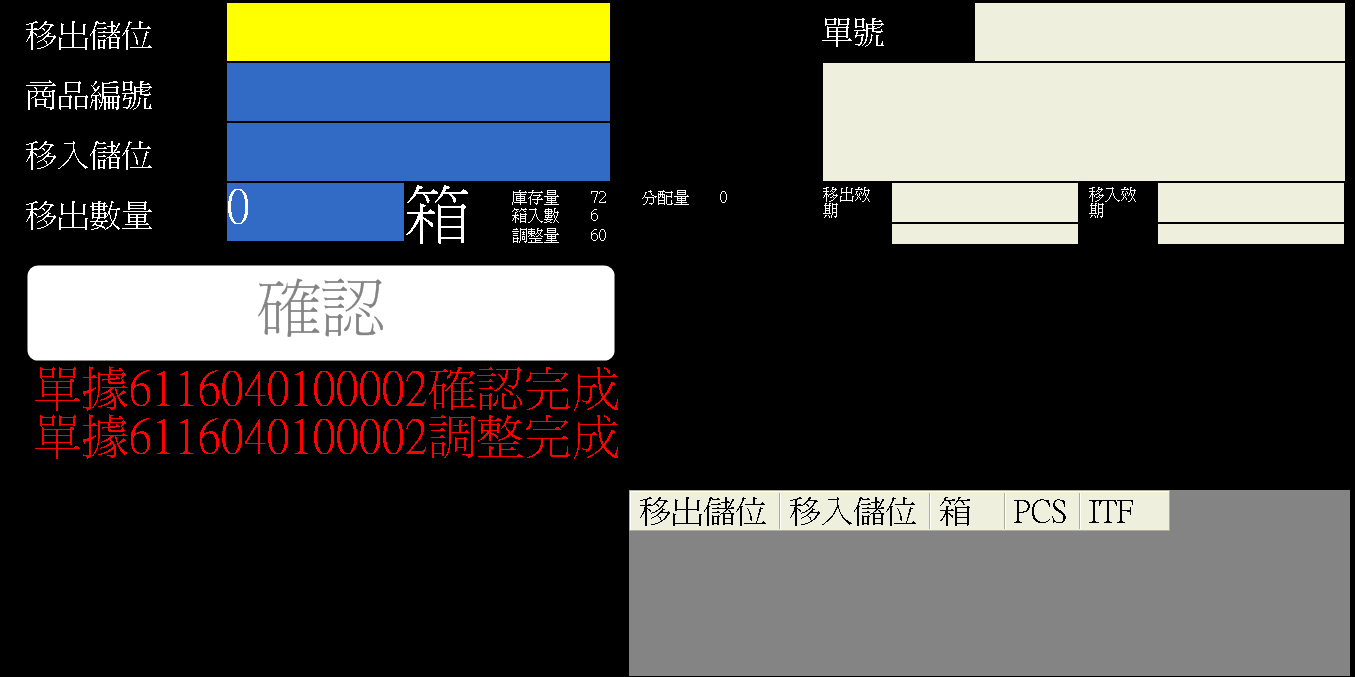 移出儲位
單號
商品編號
移入儲位
移出數量
0 箱
庫存量 72 分配量 0
箱入數 6
調整量 60
移出效期
移入效期
確認
單據6116040100002確認完成
單據6116040100002調整完成
移出儲位 移入儲位 箱 PCS ITF